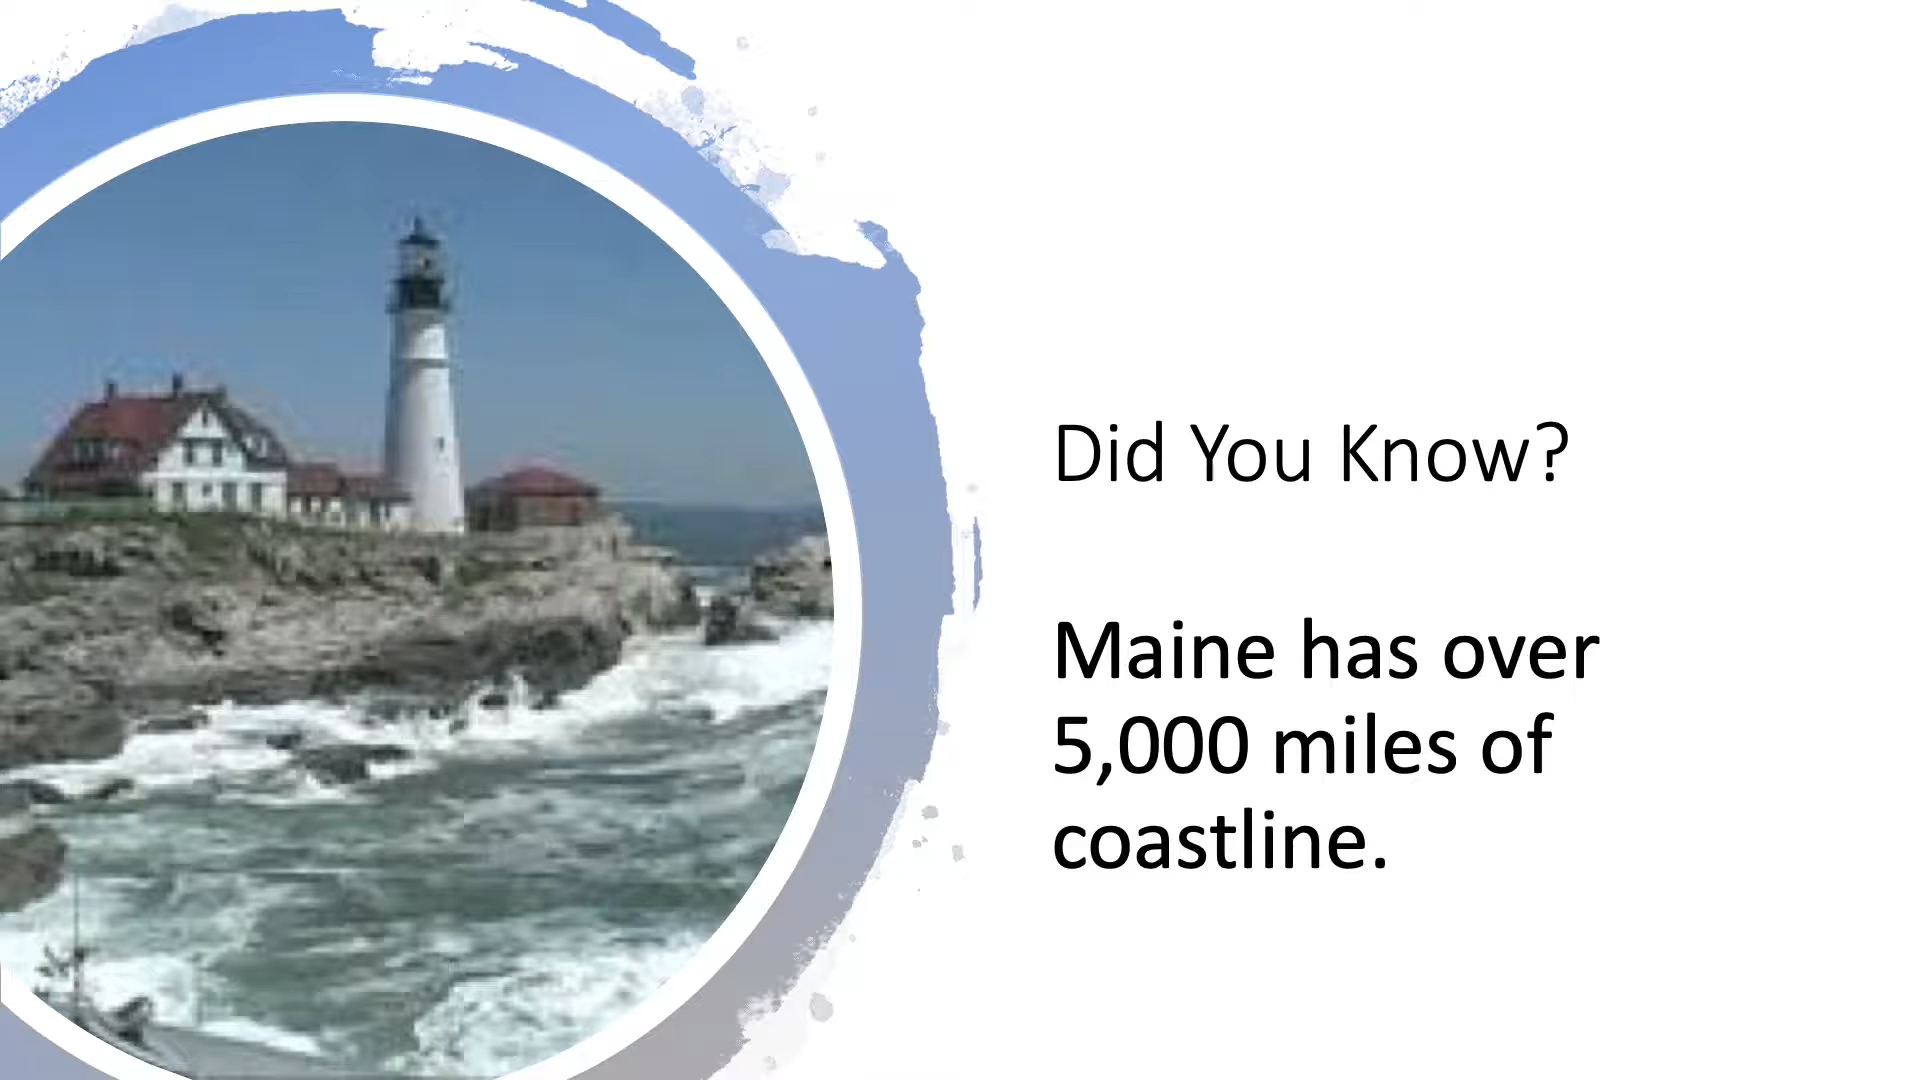 Did You Know?
Maine has over
5,000 miles of
coastline.